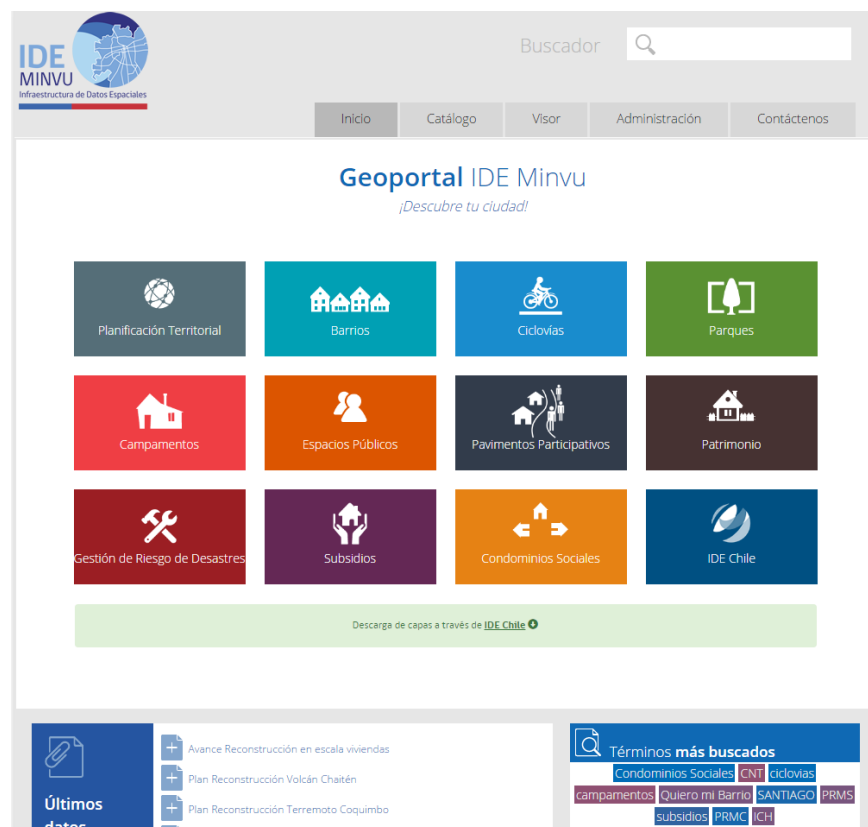 IDE
MINVU
Infraestructura de Datos Espaciales
Buscador
Inicio Catálogo Visor Administración Contáctenos
Geoportal IDE Minvu
¡Descubre tu ciudad!
Planificación Territorial
Barrios
Ciclovías
Parques
Campamentos
Espacios Públicos
Pavimentos Participativos
Patrimonio
Gestión de Riesgo de Desastres
Subsidios
Condominios Sociales
IDE Chile
Descarga de capas a través de IDE Chile
Últimos
datos
Avance Reconstrucción en escala viviendas
Plan Reconstrucción Volcán Chaitén
Plan Reconstrucción Terremoto Coquimbo
Términos más buscados
Condominios Sociales CNT ciclovias
campamentos Quiero mi Barrio SANTIAGO PRMS
subsidios PRMC ICH